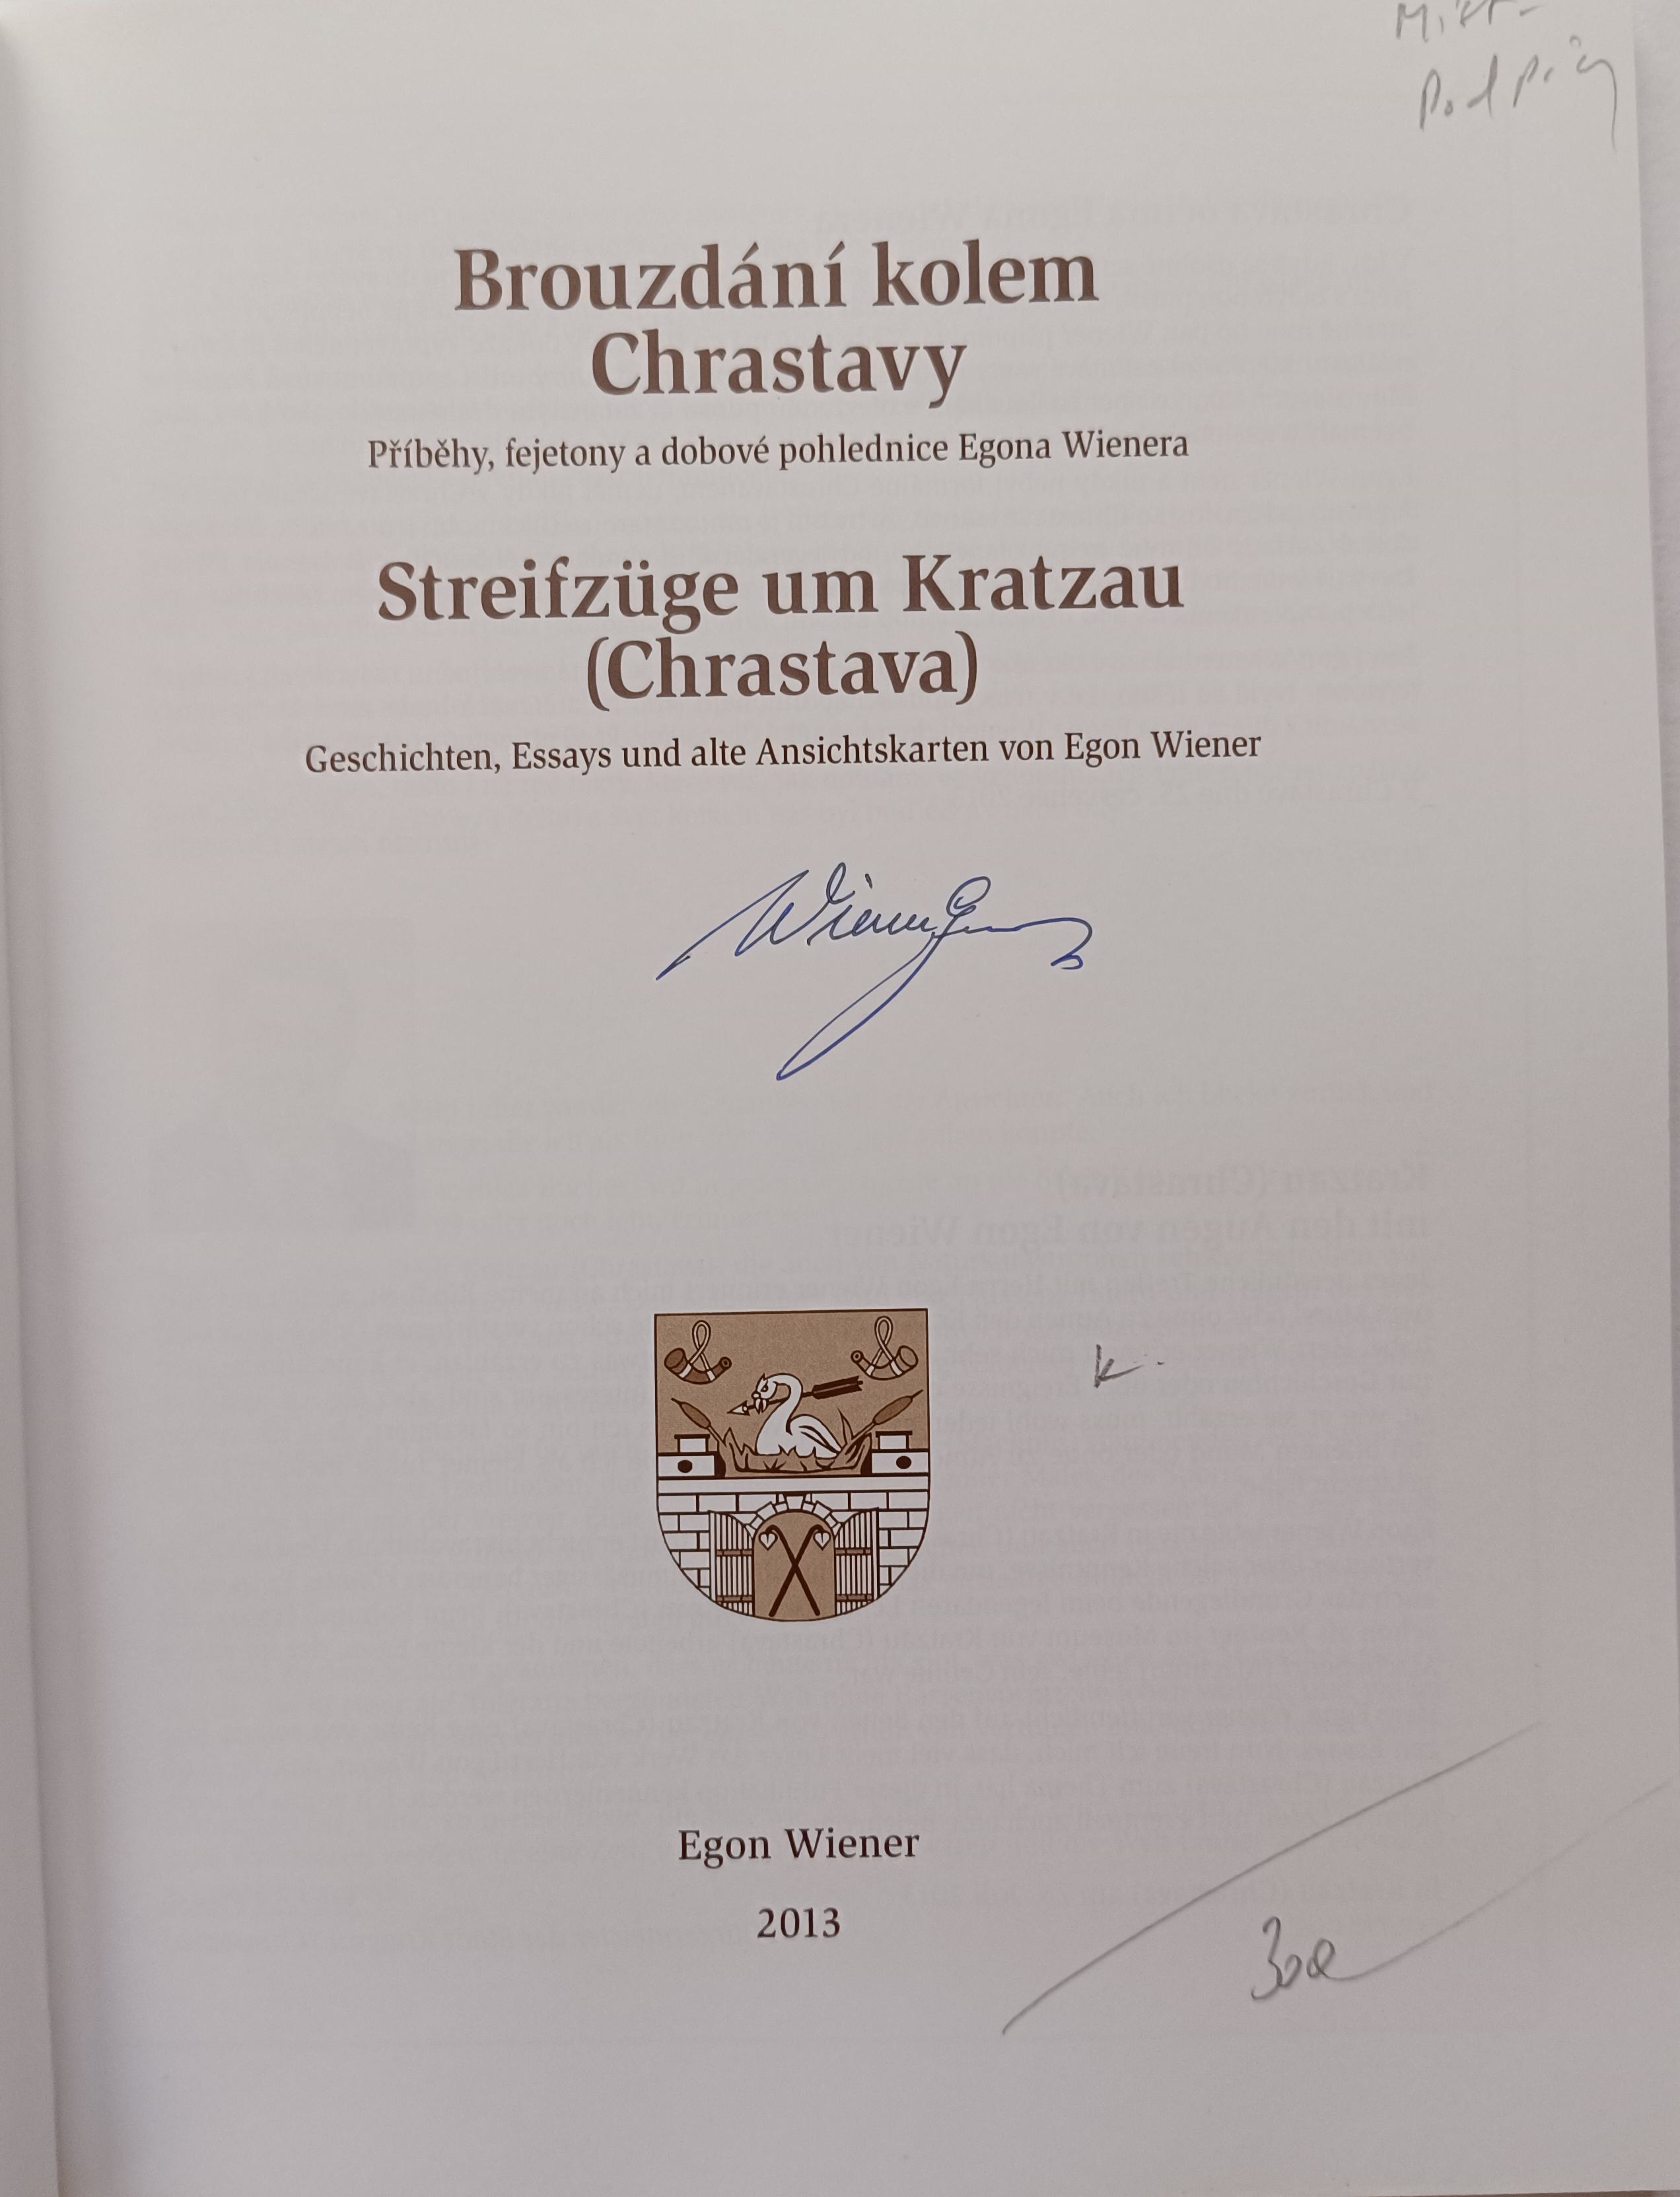 Brouzdání kolem
Chrastavy
Příběhy, fejetony a dobové pohlednice Egona Wienera
Streifzüge um Kratzau
(Chrastava)
Geschichten, Essays und alte Ansichtskarten von Egon Wiener
Egon Wiener
2013